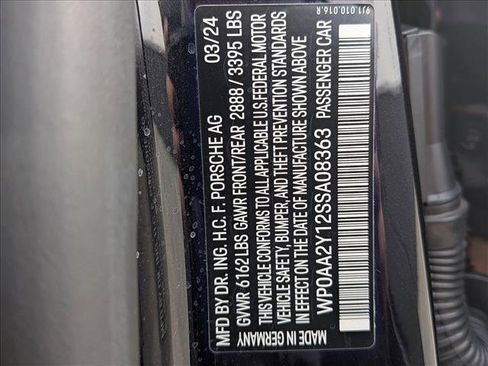 9J1.010.016.R
MFD BY DR. ING. H.C. F. PORSCHE AG 03/24
GVWR 6162LBS GAWR FRONT/REAR 2888 / 3395 LBS
THIS VEHICLE CONFORMS TO ALL APPLICABLE U.S.FEDERAL MOTOR
VEHICLE SAFETY, BUMPER, AND THEFT PREVENTION STANDARDS
IN EFFECT ON THE DATE OF MANUFACTURE SHOWN ABOVE
WP0AA2Y12SSA08363 PASSENGER CAR
MADE IN GERMANY